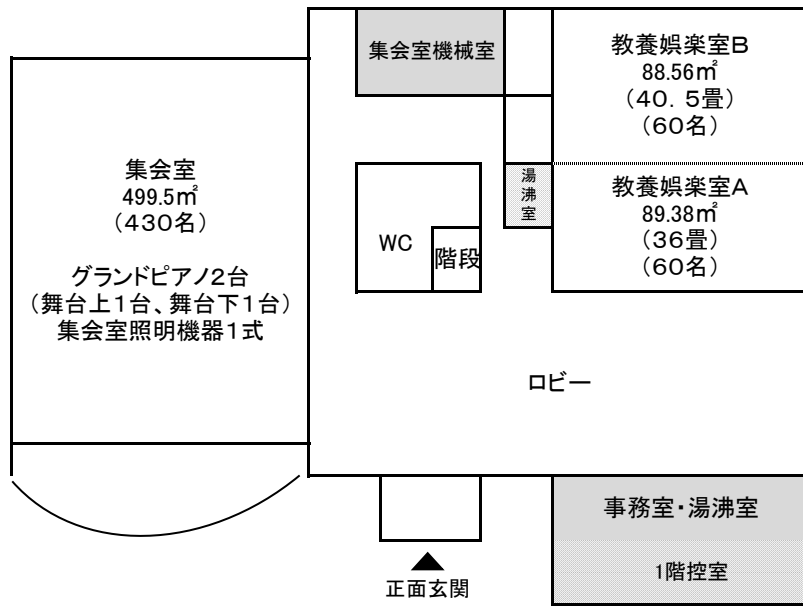 集会室機械室
教養娯楽室B
88.56㎡
（40．5畳）
（60名）
集会室
499.5㎡
（430名）
グランドピアノ2台
（舞台上1台、舞台下1台）
集会室照明機器1式
湯
沸
室
教養娯楽室A
89.38㎡
（36畳）
（60名）
WC
階段
ロビー
事務室・湯沸室
1階控室
正面玄関